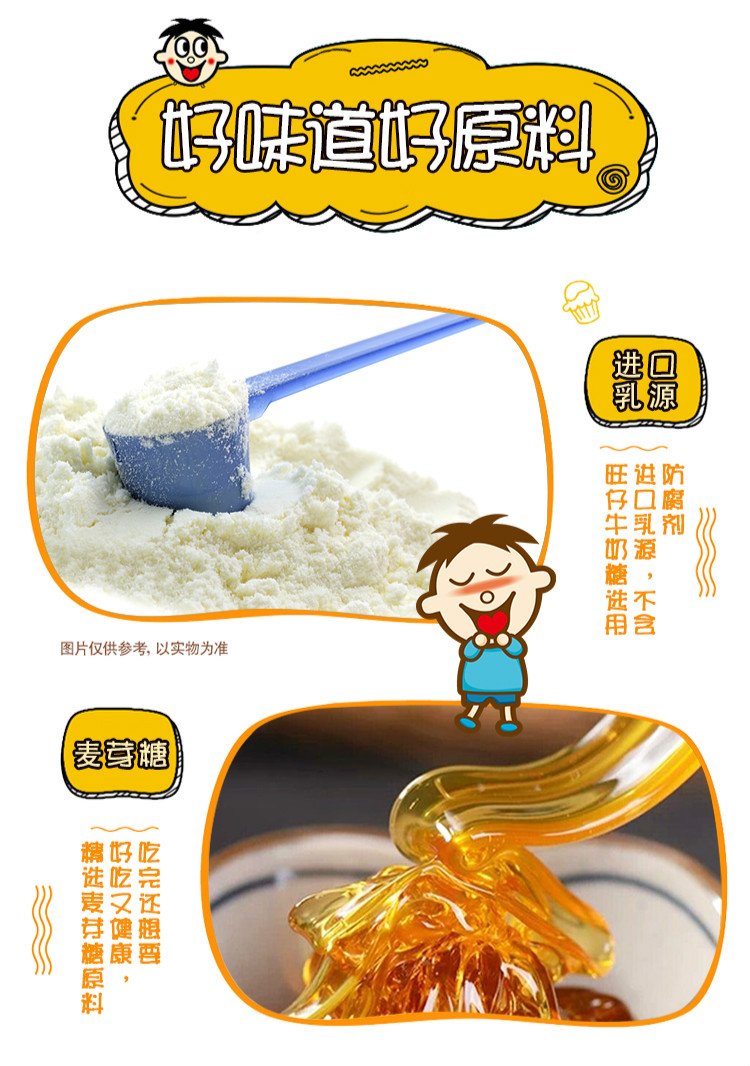 好味道好原料
进口
乳源
旺仔牛奶糖选用
进口乳源，不含
防腐剂
图片仅供参考, 以实物为准
麦芽糖
精选麦芽糖原料
好吃又健康，
吃完还想要